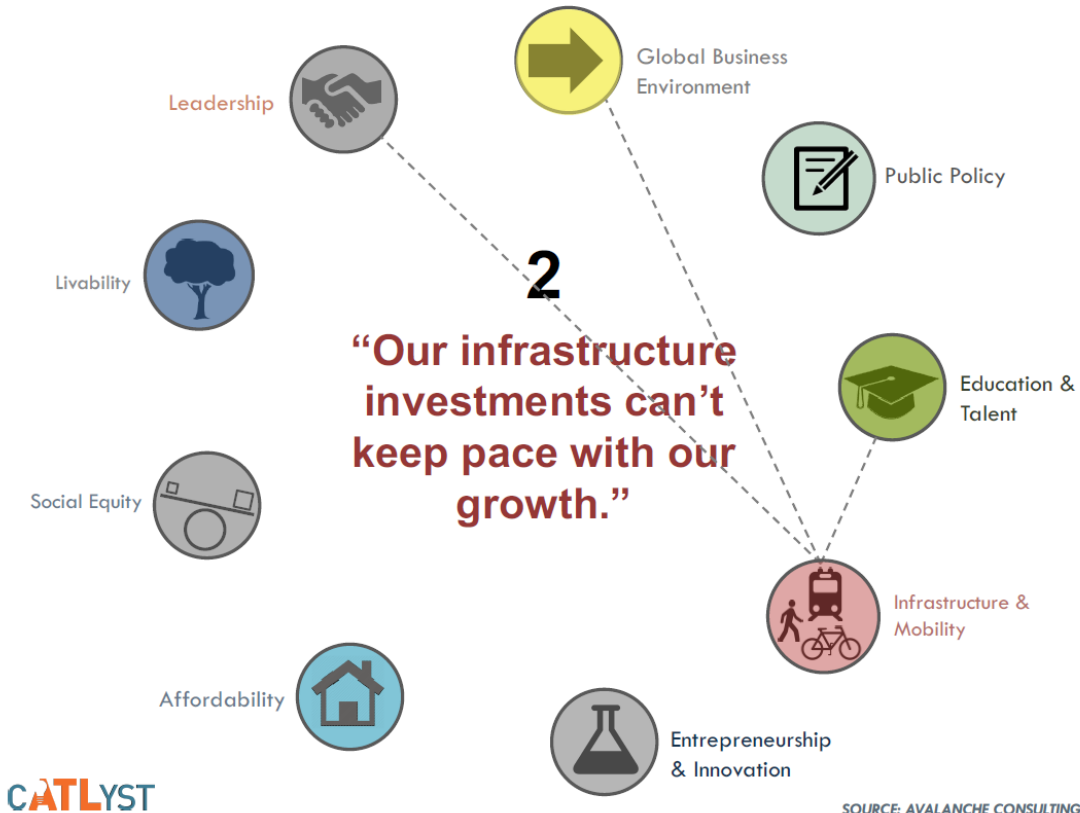 Global Business
Environment
Leadership
Public Policy
Livability
2
“Our infrastructure
investments can’t
keep pace with our
growth.”
Education &
Talent
Social Equity
Infrastructure &
Mobility
Affordability
Entrepreneurship
& Innovation
CATLYST
SOURCE: AVALANCHE CONSULTING